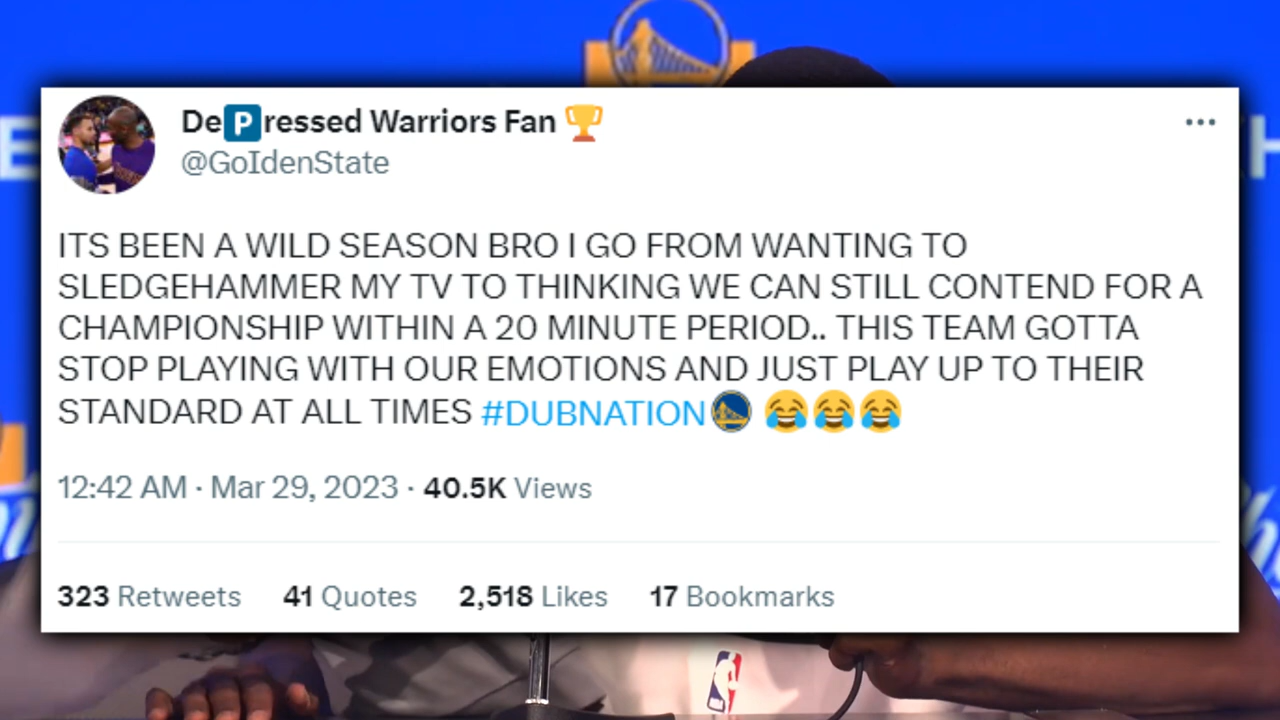 De🅿️ressed Warriors Fan 🏆
@GoIdenState
ITS BEEN A WILD SEASON BRO I GO FROM WANTING TO
SLEDGEHAMMER MY TV TO THINKING WE CAN STILL CONTEND FOR A
CHAMPIONSHIP WITHIN A 20 MINUTE PERIOD.. THIS TEAM GOTTA
STOP PLAYING WITH OUR EMOTIONS AND JUST PLAY UP TO THEIR
STANDARD AT ALL TIMES #DUBNATION 😂😂😂
12:42 AM · Mar 29, 2023 · 40.5K Views
323 Retweets 41 Quotes 2,518 Likes 17 Bookmarks